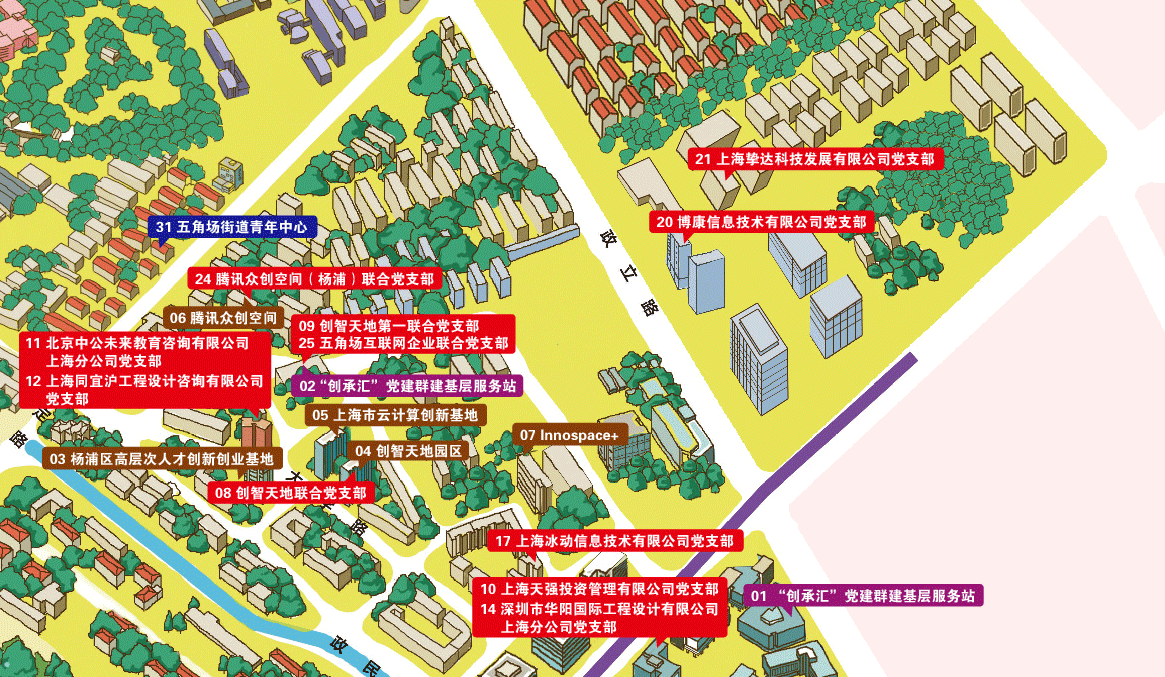 21 上海挚达科技发展有限公司党支部
20 博康信息技术有限公司党支部
31 五角场街道青年中心
政立路
24 腾讯众创空间（杨浦）联合党支部
06 腾讯众创空间
09 创智天地第一联合党支部
25 五角场互联网企业联合党支部
11 北京中公未来教育咨询有限公司
上海分公司党支部
12 上海同宜沪工程设计咨询有限公司
党支部
02“创承汇”党建群建基层服务站
05 上海市云计算创新基地
07 Innospace+
04 创智天地园区
03 杨浦区高层次人才创新创业基地
路
08 创智天地联合党支部
路
17 上海冰动信息技术有限公司党支部
10 上海天强投资管理有限公司党支部
14 深圳市华阳国际工程设计有限公司
上海分公司党支部
01 “创承汇”党建群建基层服务站
政民